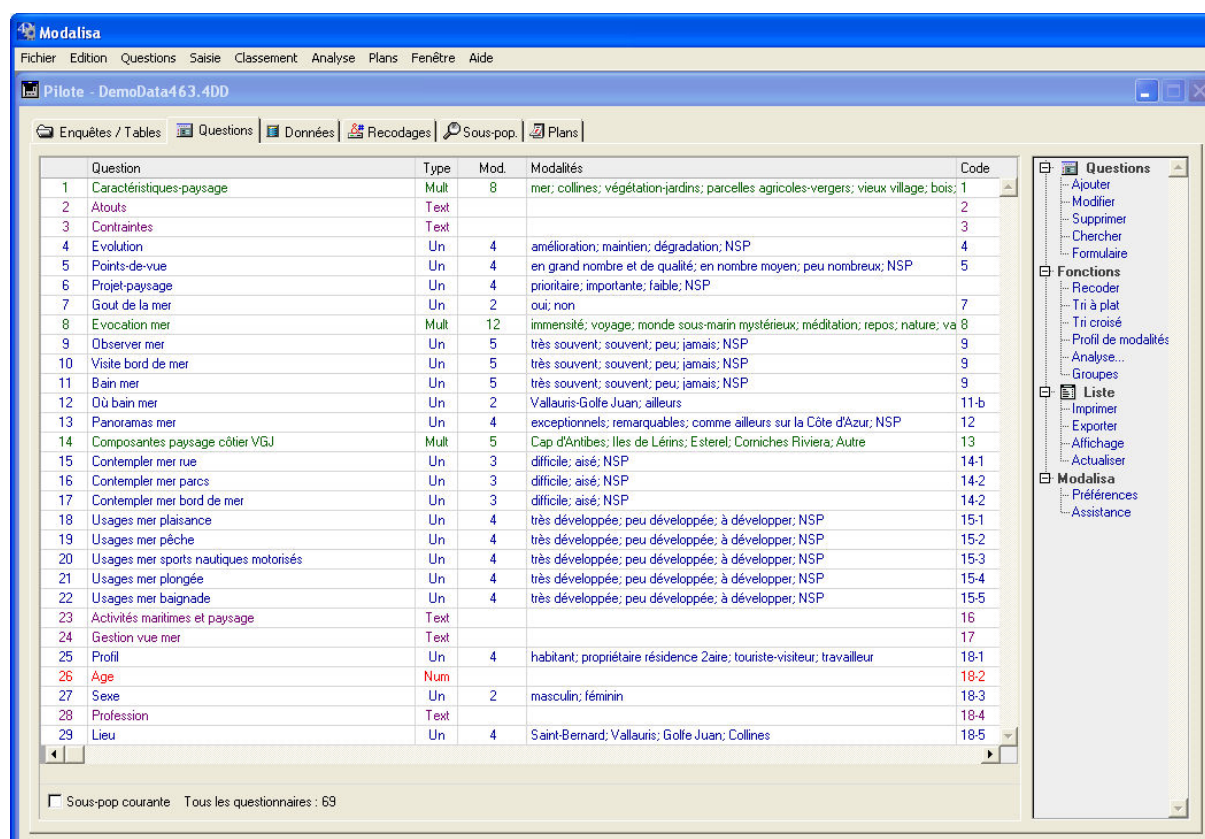 Modalisa
Fichier Edition Questions Saisie Classement Analyse Plans Fenêtre Aide
Pilote - DemoData463.4DD
Enquêtes / Tables Questions Données Recodages Sous-pop. Plans
Question Type Mod. Modalités Code
1 Caractéristiques-paysage Mult 8 mer; collines; végétation-jardins; parcelles agricoles-vergers; vieux village; bois; 1
2 Atouts Text 2
3 Contraintes Text 3
4 Evolution Un 4 amélioration; maintien; dégradation; NSP 4
5 Points-de-vue Un 4 en grand nombre et de qualité; en nombre moyen; peu nombreux; NSP 5
6 Projet-paysage Un 4 prioritaire; importante; faible; NSP
7 Gout de la mer Un 2 oui; non 7
8 Evocation mer Mult 12 immensité; voyage; monde sous-marin mystérieux; méditation; repos; nature; va 8
9 Observer mer Un 5 très souvent; souvent; peu; jamais; NSP 9
10 Visite bord de mer Un 5 très souvent; souvent; peu; jamais; NSP 9
11 Bain mer Un 5 très souvent; souvent; peu; jamais; NSP 9
12 Où bain mer Un 2 Vallauris-Golfe Juan; ailleurs 11-b
13 Panoramas mer Un 4 exceptionnels; remarquables; comme ailleurs sur la Côte d'Azur; NSP 12
14 Composantes paysage côtier VGJ Mult 5 Cap d'Antibes; Iles de Lérins; Esterel; Corniches Riviera; Autre 13
15 Contempler mer rue Un 3 difficile; aisé; NSP 14-1
16 Contempler mer parcs Un 3 difficile; aisé; NSP 14-2
17 Contempler mer bord de mer Un 3 difficile; aisé; NSP 14-2
18 Usages mer plaisance Un 4 très développée; peu développée; à développer; NSP 15-1
19 Usages mer pêche Un 4 très développée; peu développée; à développer; NSP 15-2
20 Usages mer sports nautiques motorisés Un 4 très développée; peu développée; à développer; NSP 15-3
21 Usages mer plongée Un 4 très développée; peu développée; à développer; NSP 15-4
22 Usages mer baignade Un 4 très développée; peu développée; à développer; NSP 15-5
23 Activités maritimes et paysage Text 16
24 Gestion vue mer Text 17
25 Profil Un 4 habitant; propriétaire résidence 2aire; touriste-visiteur; travailleur 18-1
26 Age Num 18-2
27 Sexe Un 2 masculin; féminin 18-3
28 Profession Text 18-4
29 Lieu Un 4 Saint-Bernard; Vallauris; Golfe Juan; Collines 18-5
Sous-pop courante Tous les questionnaires : 69
Questions
Ajouter
Modifier
Supprimer
Chercher
Formulaire
Fonctions
Recoder
Tri à plat
Tri croisé
Profil de modalités
Analyse...
Groupes
Liste
Imprimer
Exporter
Affichage
Actualiser
Modalisa
Préférences
Assistance